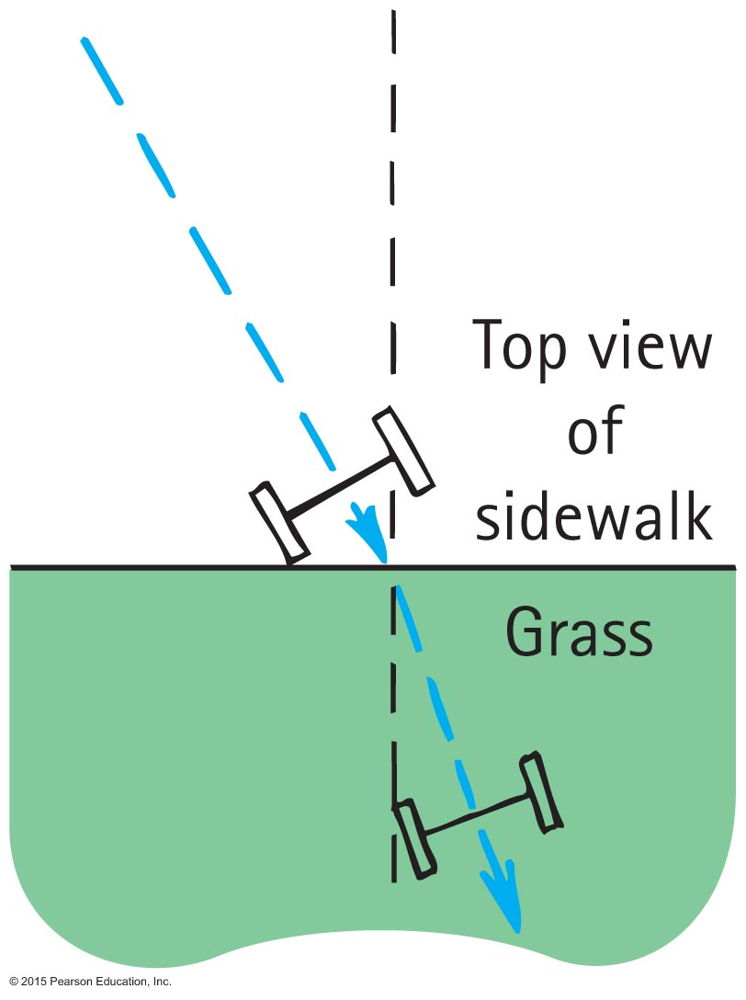 Top view
of
sidewalk
Grass
© 2015 Pearson Education, Inc.